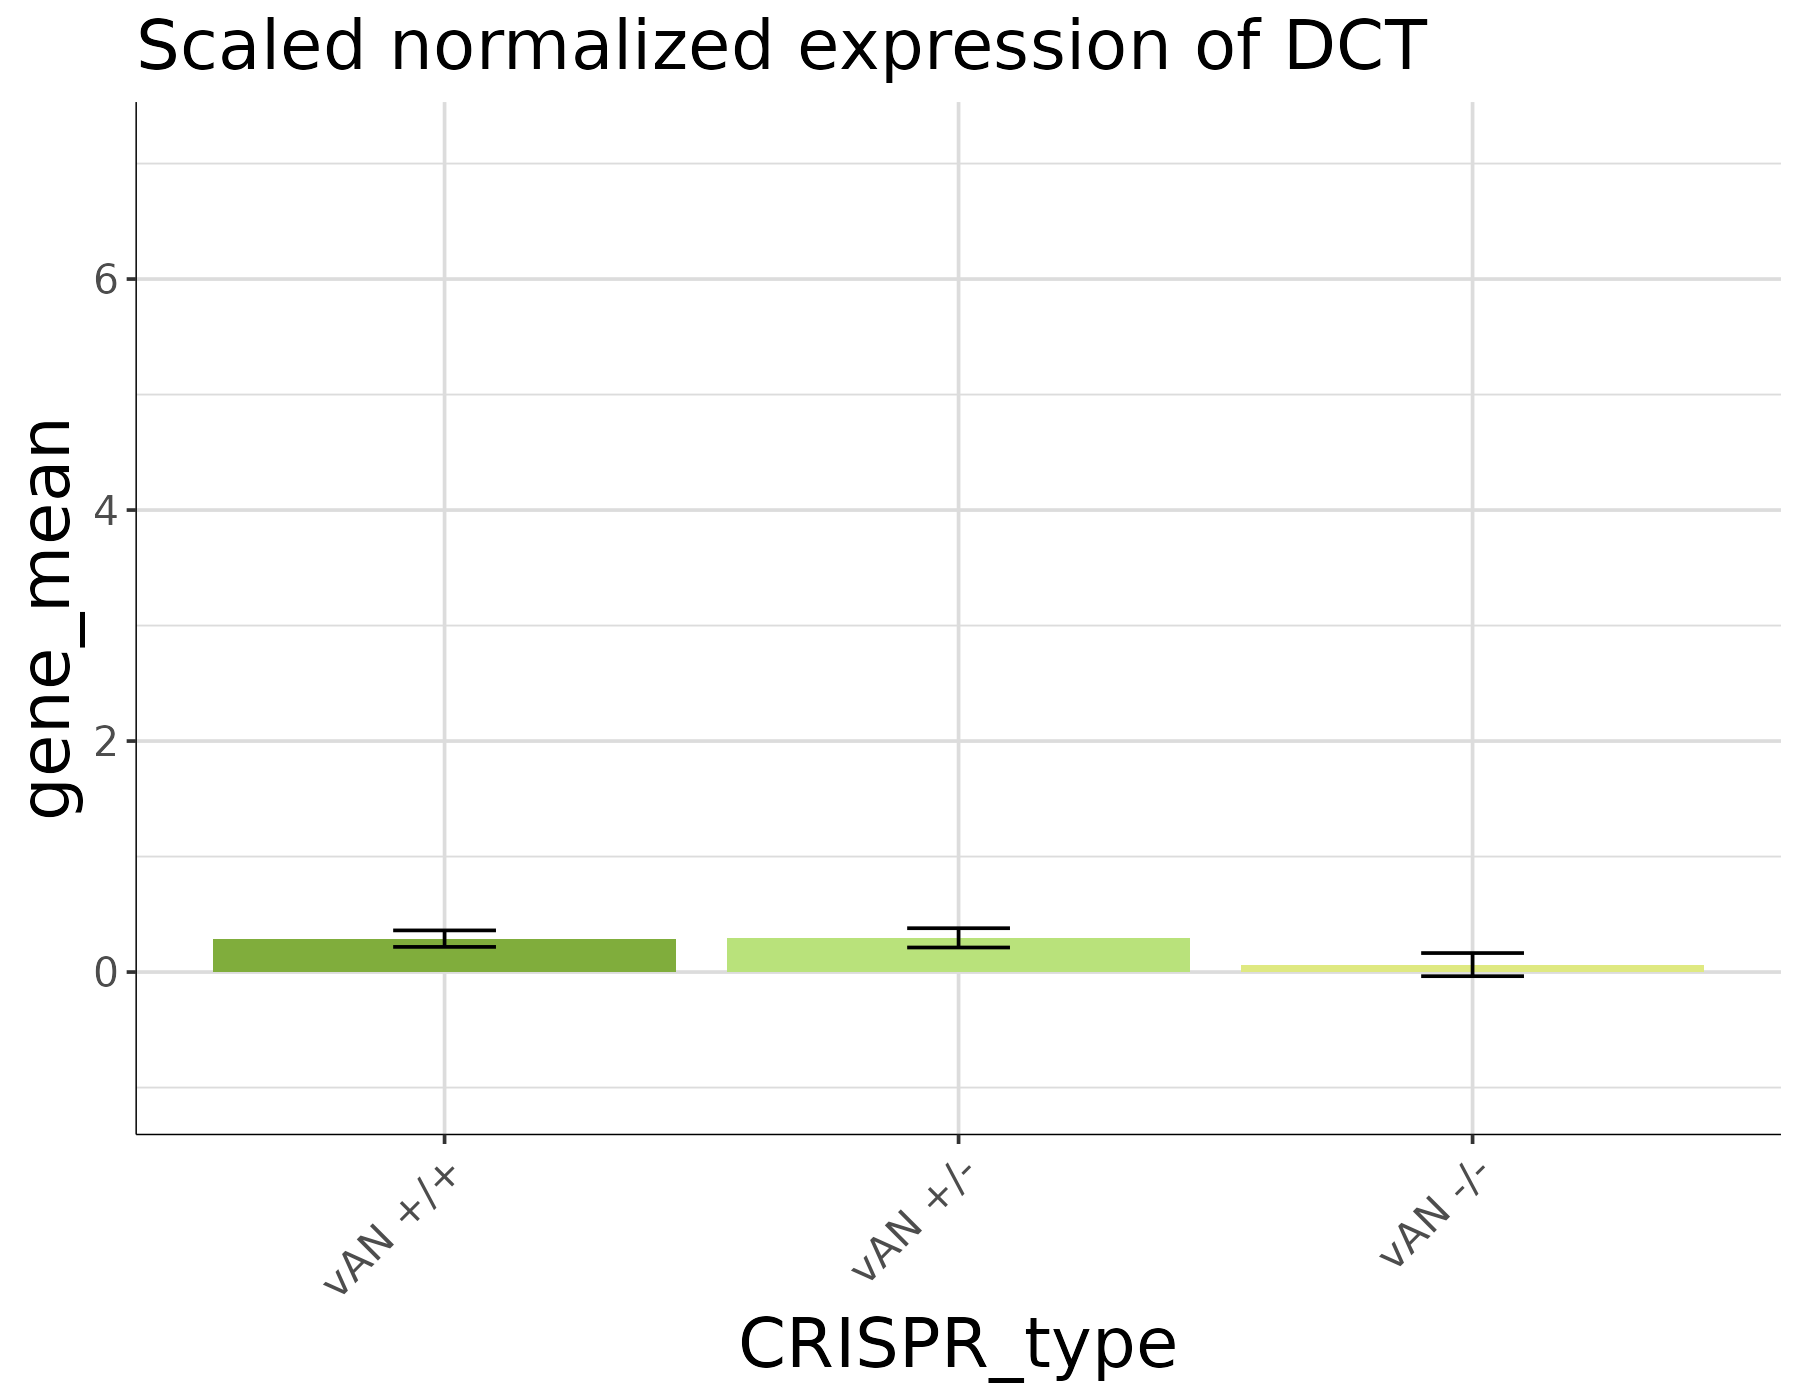 Scaled normalized expression of DCT
gene_mean
6
4
2
0
vAN +/+
vAN +/-
vAN -/-
CRISPR_type